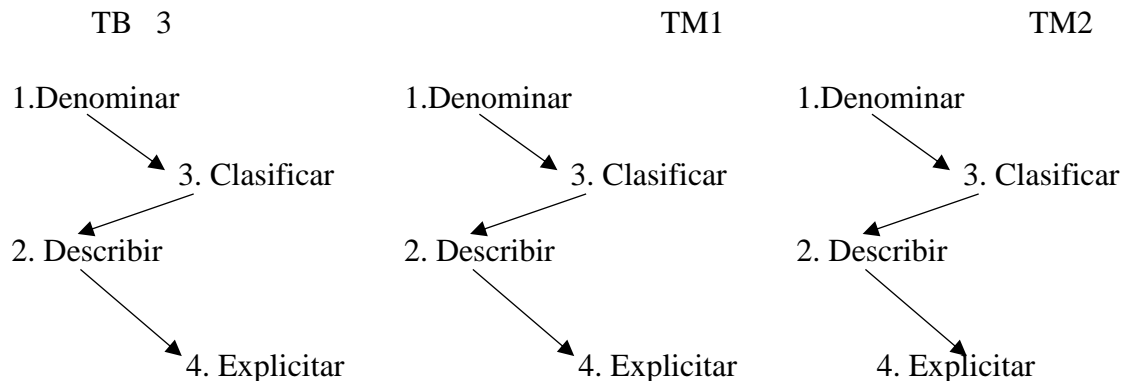 TB 3 TM1 TM2
1.Denominar 1.Denominar 1.Denominar
3. Clasificar 3. Clasificar 3. Clasificar
2. Describir 2. Describir 2. Describir
4. Explicitar 4. Explicitar 4. Explicitar